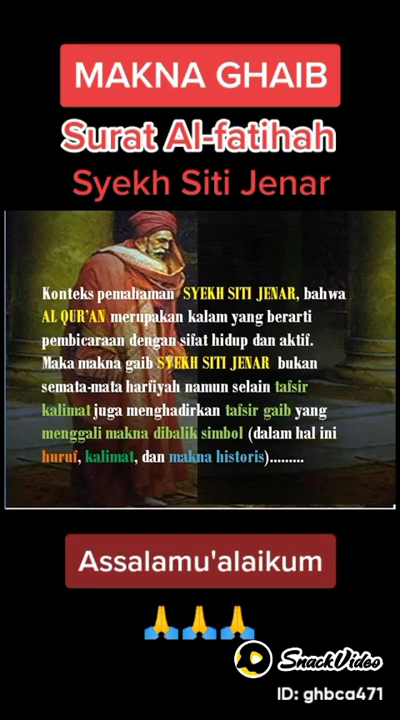 MAKNA GHAIB
Surat Al-fatihah
Syekh Siti Jenar
Konteks pemahaman SYEKH SITI JENAR, bahwa
AL QUR'AN merupakan kalam yang berarti
pembicaraan dengan sifat hidup dan aktif.
Maka makna gaib SYEKH SITI JENAR bukan
semata-mata harfiyah namun selain tafsir
kalimat juga menghadirkan tafsir gaib yang
menggali makna dibalik simbol (dalam hal ini
huruf, kalimat, dan makna historis).........
Assalamu'alaikum
🙏🙏🙏
SnackVideo
ID: ghbca471